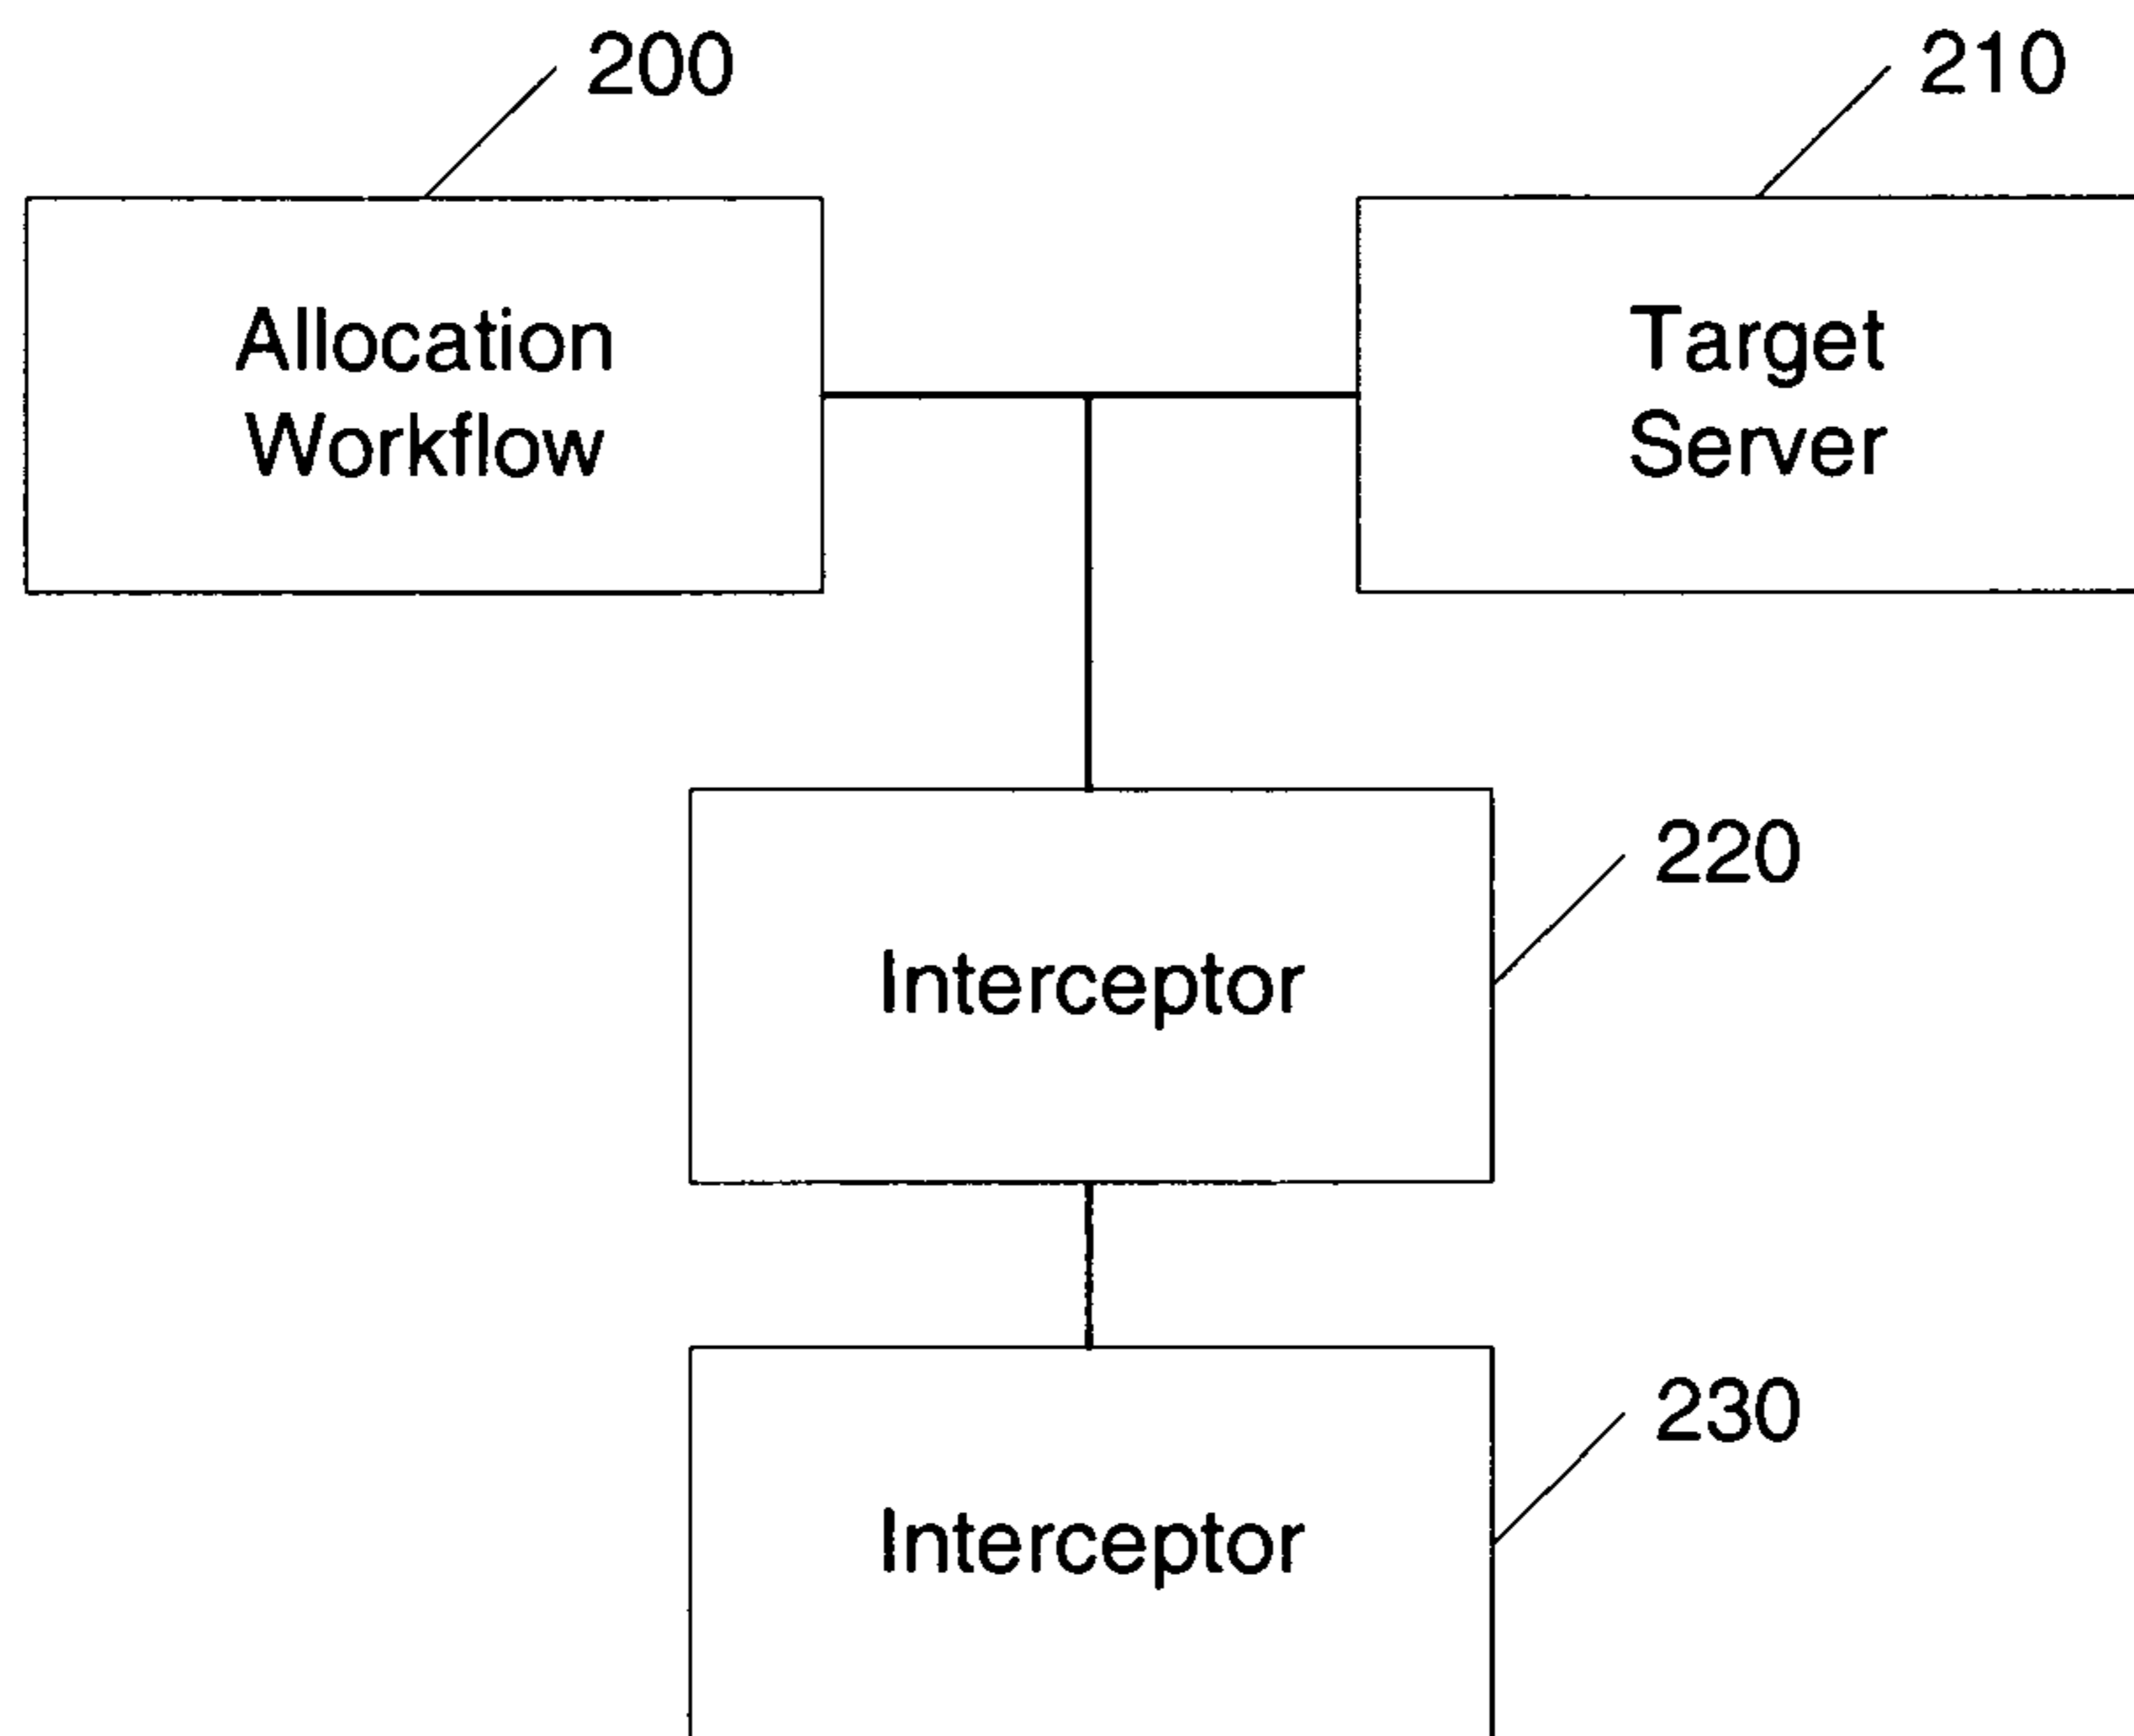 200
210
Allocation
Workflow
Target
Server
220
Interceptor
230
Interceptor